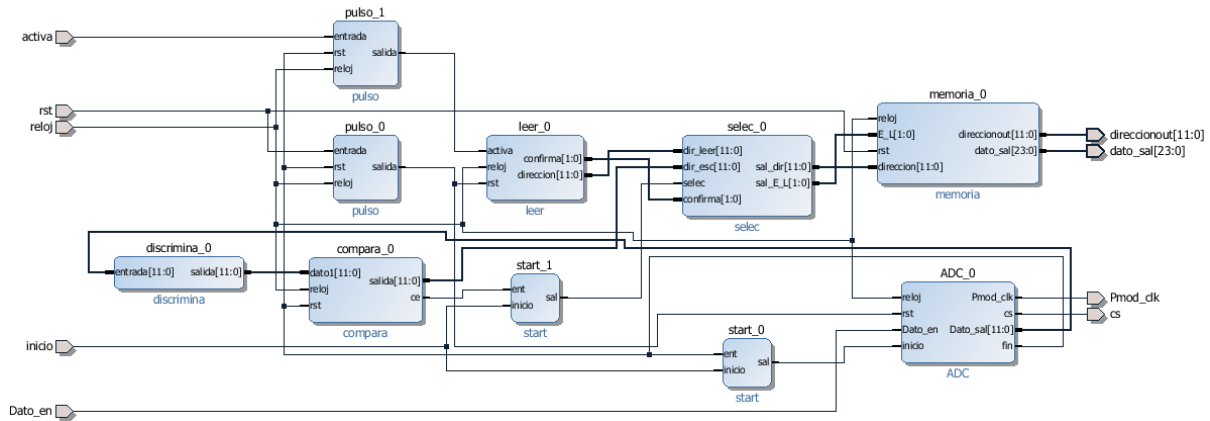 pulso_1
activa
entrada
rst
salida
reloj
pulso
rst
reloj
pulso_0
entrada
rst
salida
reloj
pulso
leer_0
activa
reloj
rst
confirma[1:0]
direccion[11:0]
leer
selec_0
dir_leer[11:0]
dir_esc[11:0]
selec
confirma[1:0]
sal_dir[11:0]
sal_E_L[1:0]
selec
memoria_0
reloj
E_L[1:0]
rst
direccion[11:0]
direccionout[11:0]
dato_sal[23:0]
memoria
direccionout[11:0]
dato_sal[23:0]
discrimina_0
entrada[11:0]
salida[11:0]
discrimina
compara_0
dato1[11:0]
reloj
rst
salida[11:0]
ce
compara
start_1
ent
inicio
sal
start
ADC_0
reloj
rst
Dato_en
inicio
Pmod_clk
cs
Dato_sal[11:0]
fin
ADC
Pmod_clk
cs
inicio
start_0
ent
inicio
sal
start
Dato_en